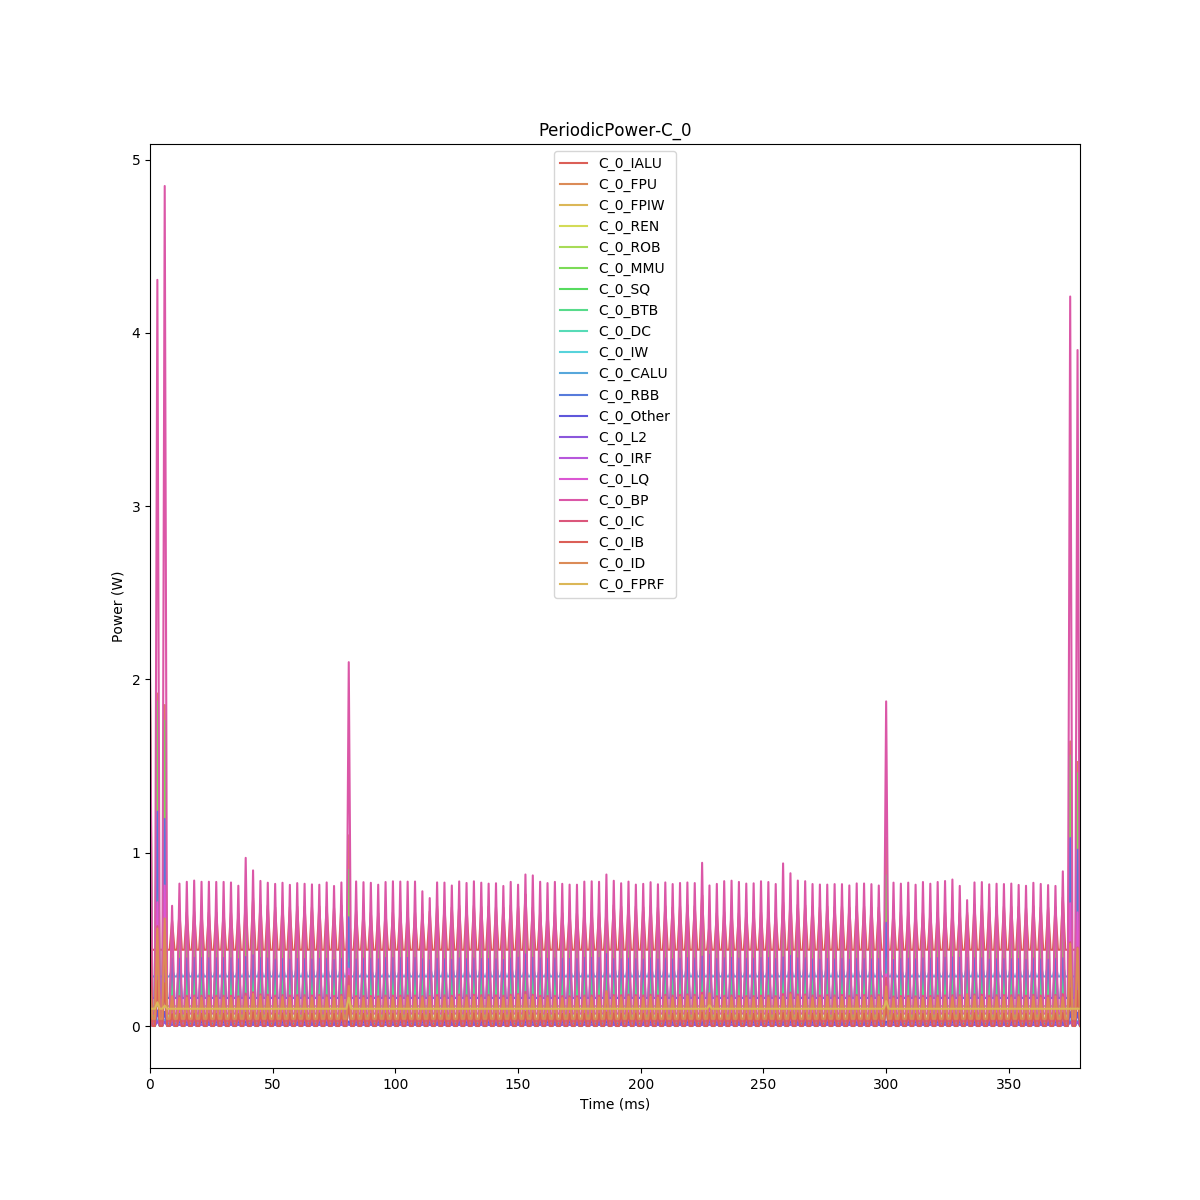 PeriodicPower-C_0
5
4
3
2
1
0
Power (W)
C_0_IALU
C_0_FPU
C_0_FPIW
C_0_REN
C_0_ROB
C_0_MMU
C_0_SQ
C_0_BTB
C_0_DC
C_0_IW
C_0_CALU
C_0_RBB
C_0_Other
C_0_L2
C_0_IRF
C_0_LQ
C_0_BP
C_0_IC
C_0_IB
C_0_ID
C_0_FPRF
0 50 100 150 200 250 300 350
Time (ms)